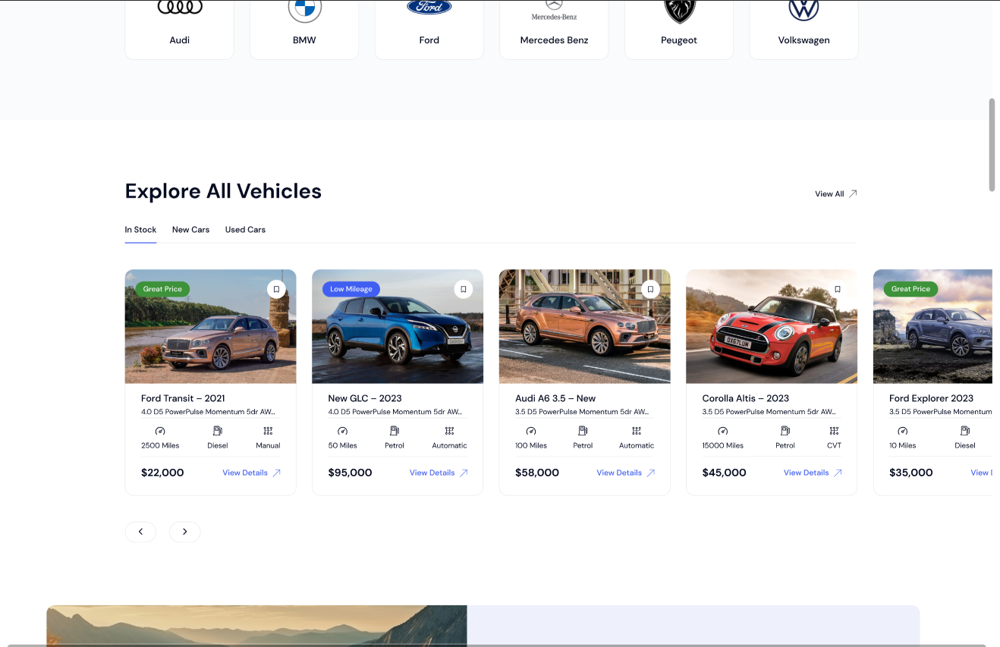 Ford
Mercedes-Benz
Audi
BMW
Ford
Mercedes Benz
Peugeot
Volkswagen
Explore All Vehicles
View All
In Stock
New Cars
Used Cars
Great Price
Low Mileage
Great Price
QASHQAI
OX67LUM
Ford Transit – 2021
4.0 D5 PowerPulse Momentum 5dr AW...
2500 Miles
Diesel
Manual
$22,000
View Details
New GLC – 2023
4.0 D5 PowerPulse Momentum 5dr AW...
50 Miles
Petrol
Automatic
$95,000
View Details
Audi A6 3.5 – New
3.5 D5 PowerPulse Momentum 5dr AW...
100 Miles
Petrol
Automatic
$58,000
View Details
Corolla Altis – 2023
3.5 D5 PowerPulse Momentum 5dr AW...
15000 Miles
Petrol
CVT
$45,000
View Details
Ford Explorer 2023
3.5 D5 PowerPulse Momentum
10 Miles
Diesel
$35,000
View